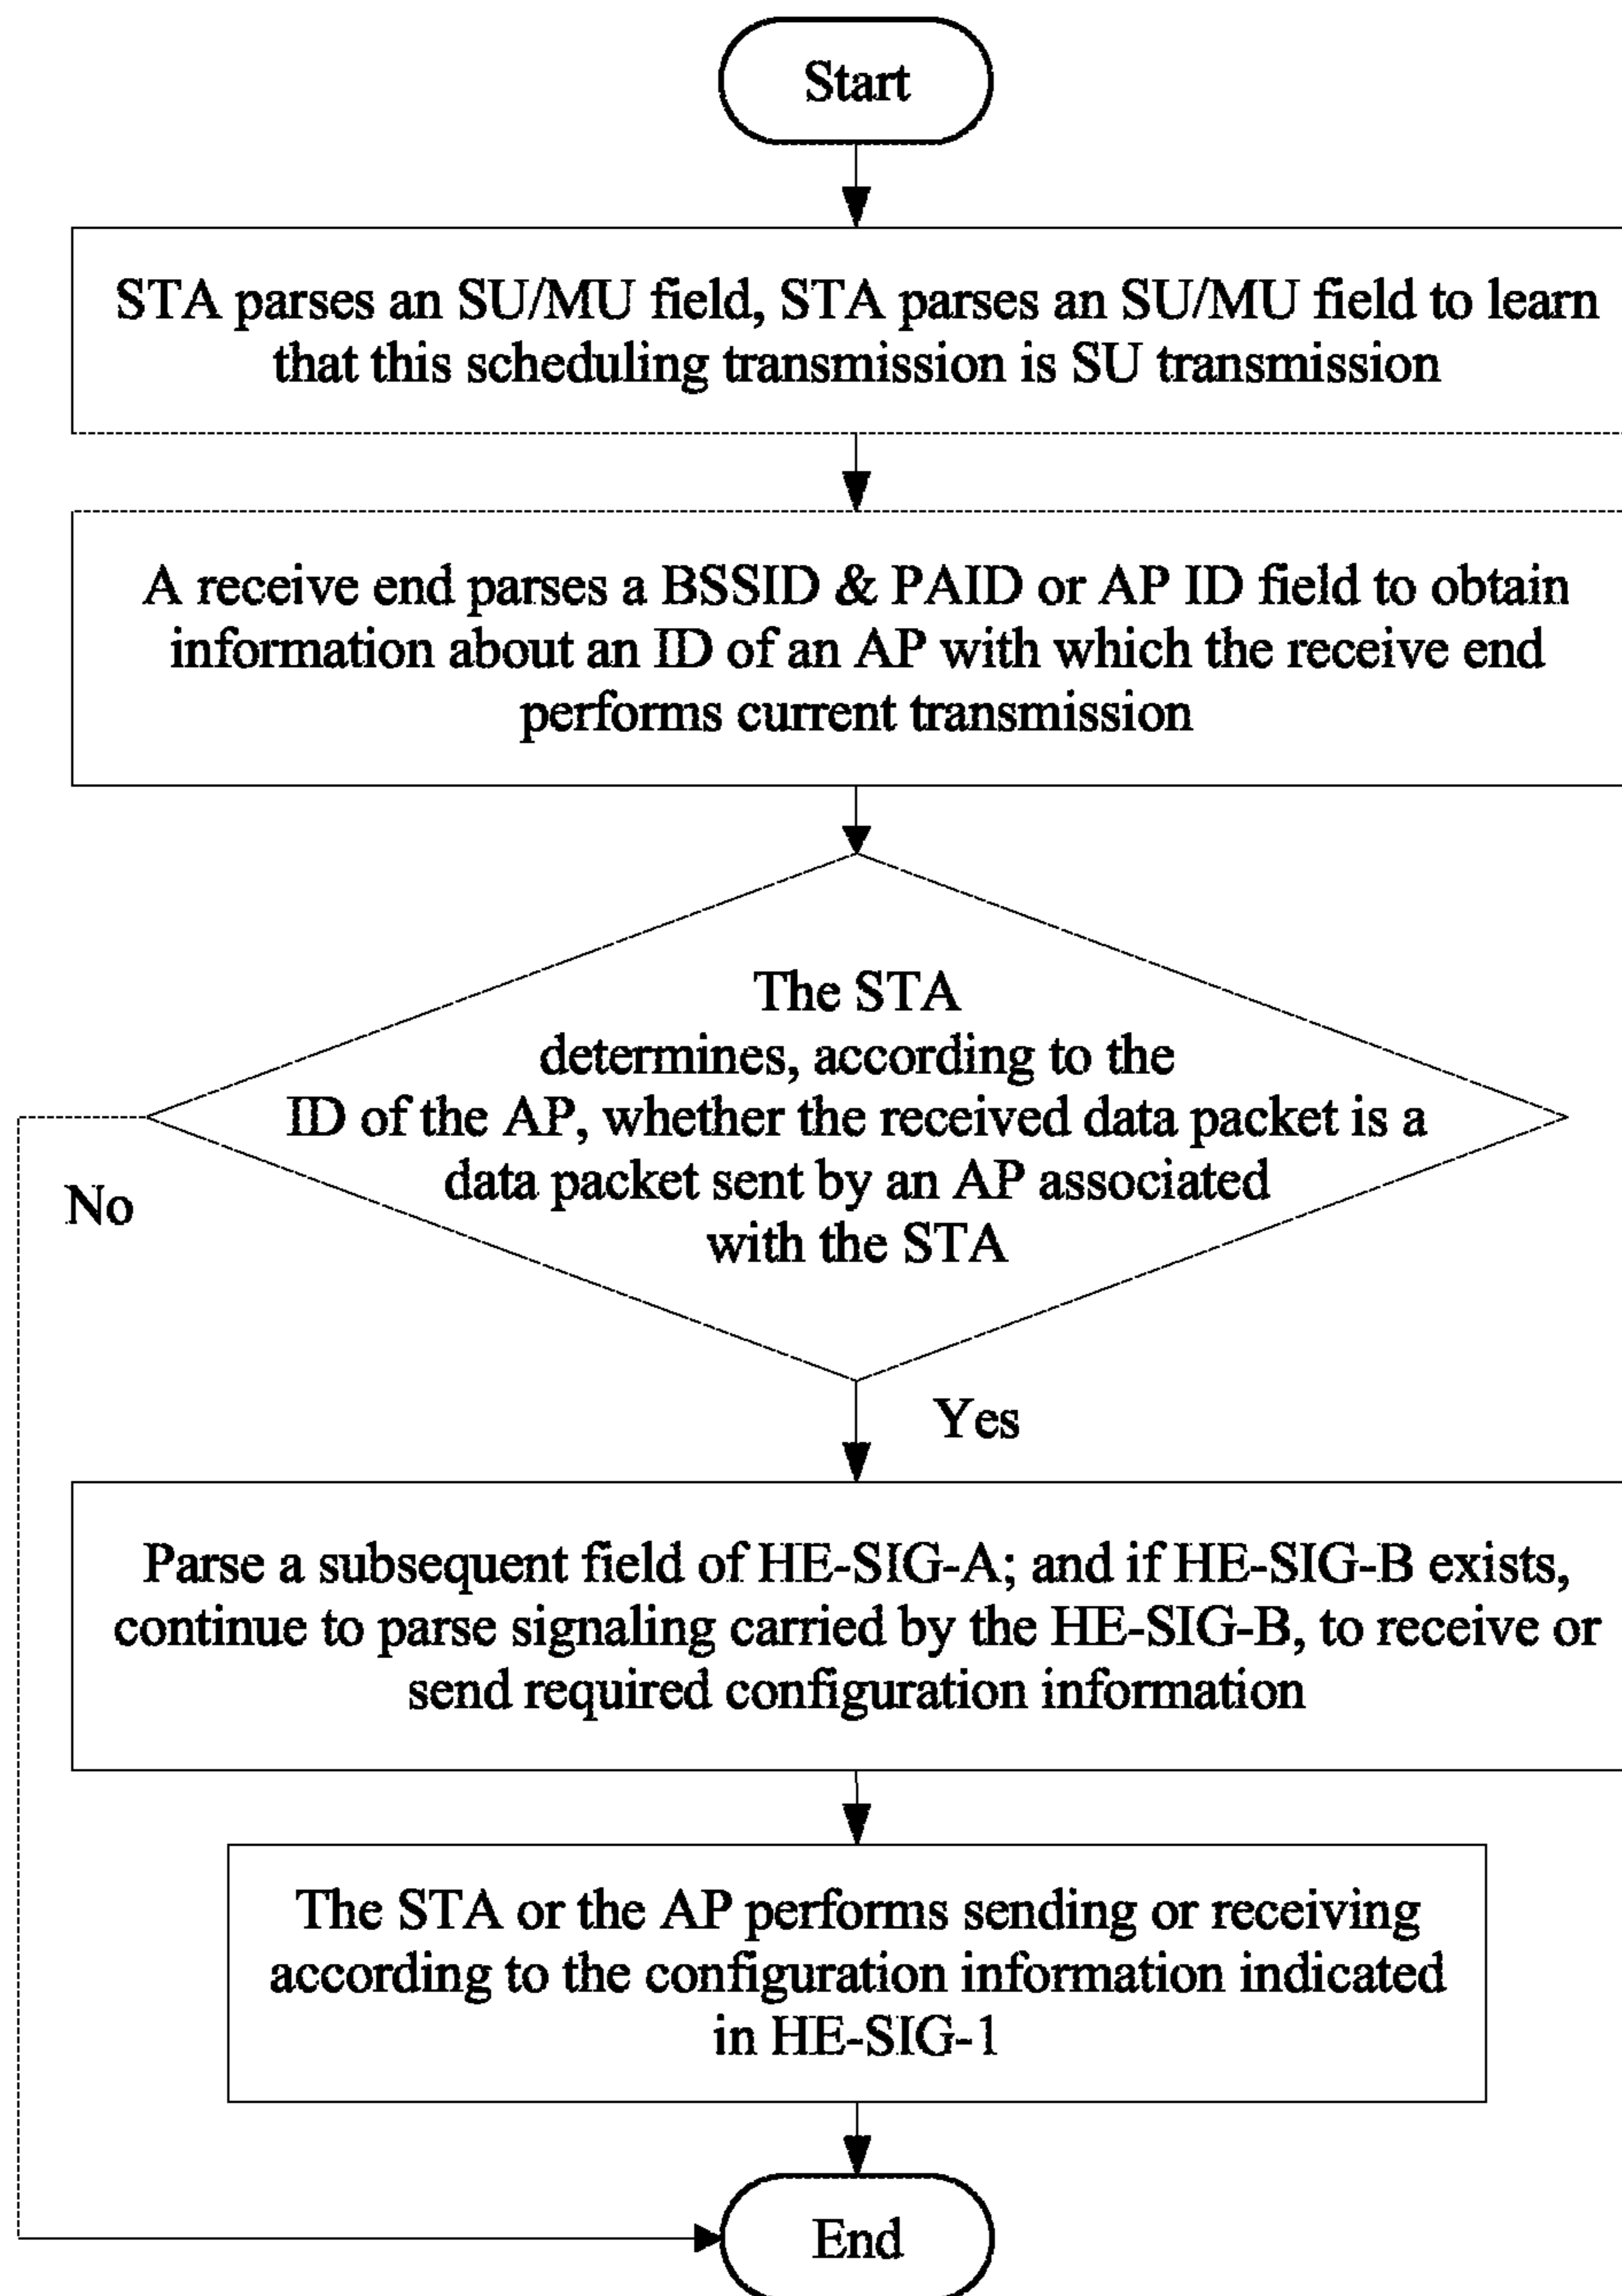 Start
STA parses an SU/MU field, STA parses an SU/MU field to learn
that this scheduling transmission is SU transmission
A receive end parses a BSSID & PAID or AP ID field to obtain
information about an ID of an AP with which the receive end
performs current transmission
The STA
determines, according to the
ID of the AP, whether the received data packet is a
data packet sent by an AP associated
with the STA
No
Yes
Parse a subsequent field of HE-SIG-A; and if HE-SIG-B exists,
continue to parse signaling carried by the HE-SIG-B, to receive or
send required configuration information
The STA or the AP performs sending or receiving
according to the configuration information indicated
in HE-SIG-1
End